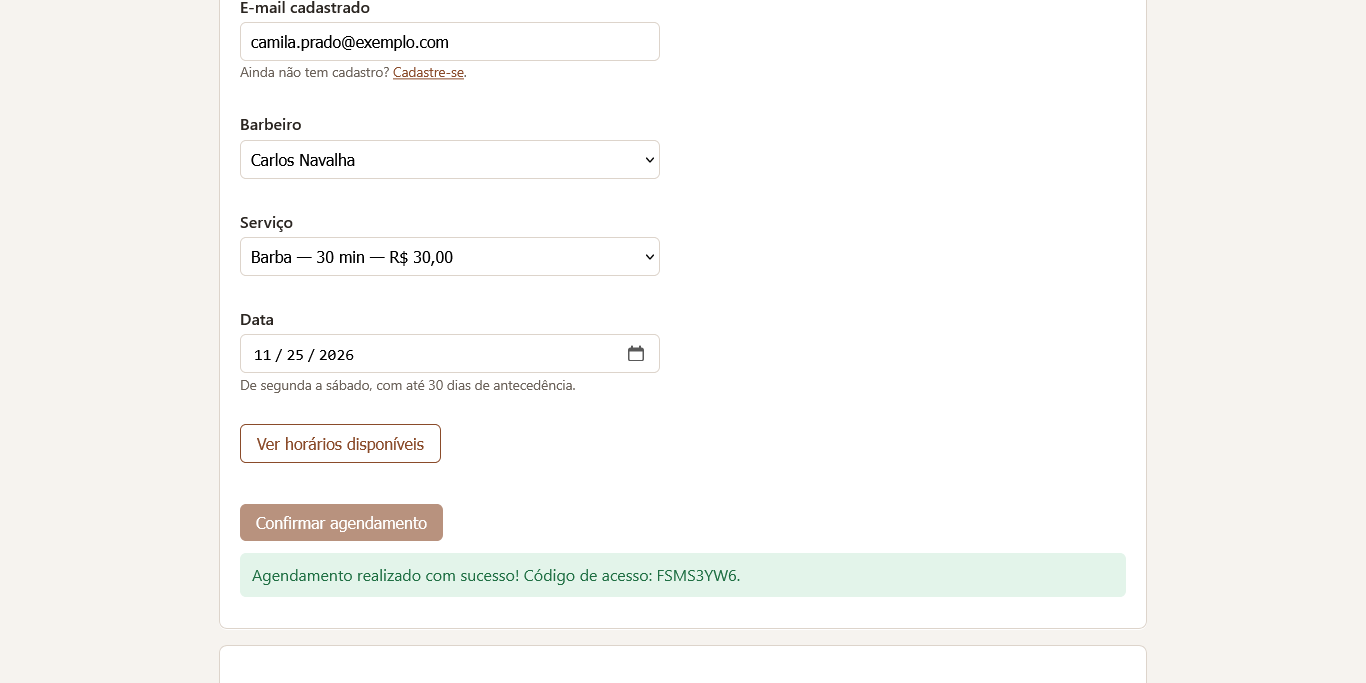 E-mail cadastrado
camila.prado@exemplo.com
Ainda não tem cadastro? Cadastre-se.
Barbeiro
Carlos Navalha
Serviço
Barba — 30 min — R$ 30,00
Data
11 / 25 / 2026
De segunda a sábado, com até 30 dias de antecedência.
Ver horários disponíveis
Confirmar agendamento
Agendamento realizado com sucesso! Código de acesso: FSMS3YW6.